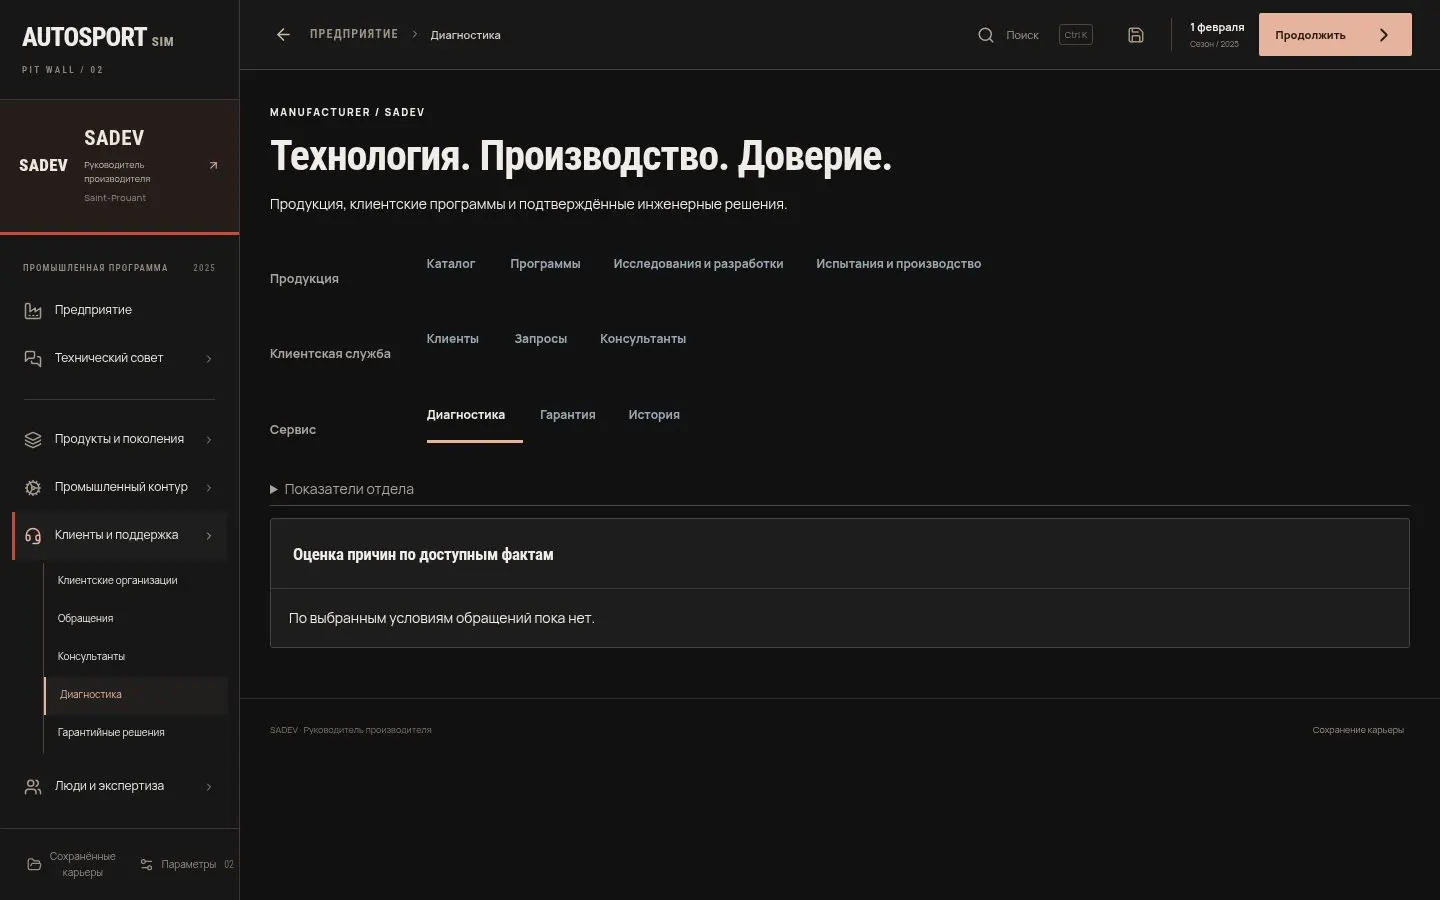 AUTOSPORT SIM
PIT WALL / 02
SADEV
SADEV
Руководитель
производителя
Saint-Prouant
ПРОМЫШЛЕННАЯ ПРОГРАММА 2025
Предприятие
Технический совет
Продукты и поколения
Промышленный контур
Клиенты и поддержка
Клиентские организации
Обращения
Консультанты
Диагностика
Гарантийные решения
Люди и экспертиза
Сохранённые
карьеры
Параметры 02
ПРЕДПРИЯТИЕ
Диагностика
Поиск Ctrl K
1 февраля
Сезон / 2025
Продолжить
MANUFACTURER / SADEV
Технология. Производство. Доверие.
Продукция, клиентские программы и подтверждённые инженерные решения.
Продукция
Каталог Программы Исследования и разработки Испытания и производство
Клиентская служба
Клиенты Запросы Консультанты
Сервис
Диагностика Гарантия История
Показатели отдела
Оценка причин по доступным фактам
По выбранным условиям обращений пока нет.
SADEV · Руководитель производителя
Сохранение карьеры